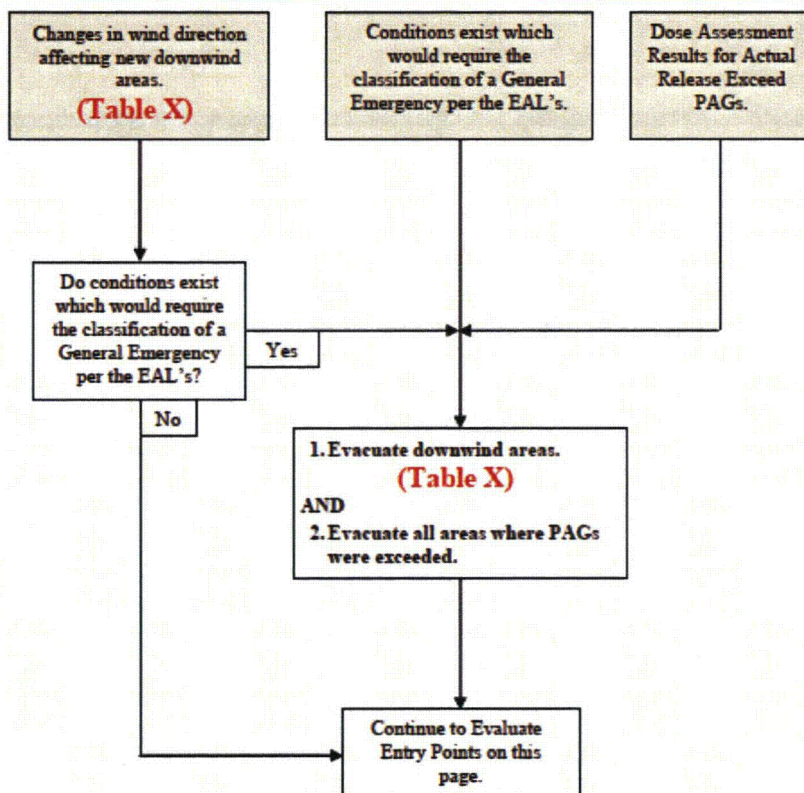 Changes in wind direction
affecting new downwind
areas.
(Table X)
Conditions exist which
would require the
classification of a General
Emergency per the EAL's.
Dose Assessment
Results for Actual
Release Exceed
PAGs.
Do conditions exist
which would require
the classification of a
General Emergency
per the EAL's?
Yes
No
1. Evacuate downwind areas.
(Table X)
AND
2. Evacuate all areas where PAGs
were exceeded.
Continue to Evaluate
Entry Points on this
page.